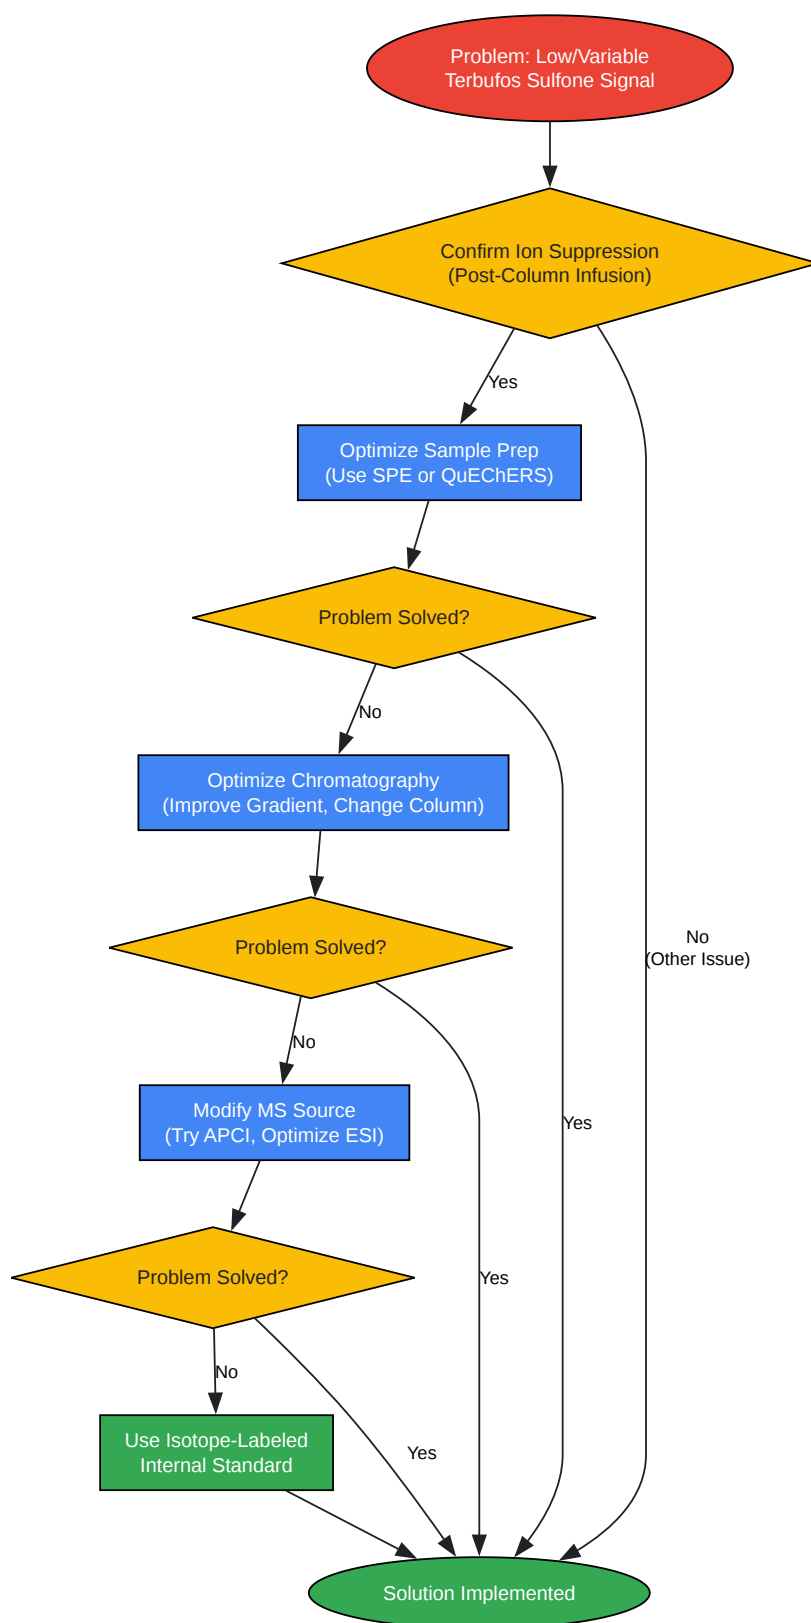 Problem: Low/Variable
Terbufos Sulfone Signal
Confirm Ion Suppression
(Post-Column Infusion)
Yes
Optimize Sample Prep
(Use SPE or QuEChERS)
Problem Solved?
No
Optimize Chromatography
(Improve Gradient, Change Column)
No
(Other Issue)
Problem Solved?
No
Modify MS Source
(Try APCI, Optimize ESI)
Yes
Problem Solved?
Yes
No
Use Isotope-Labeled
Internal Standard
Yes
Solution Implemented